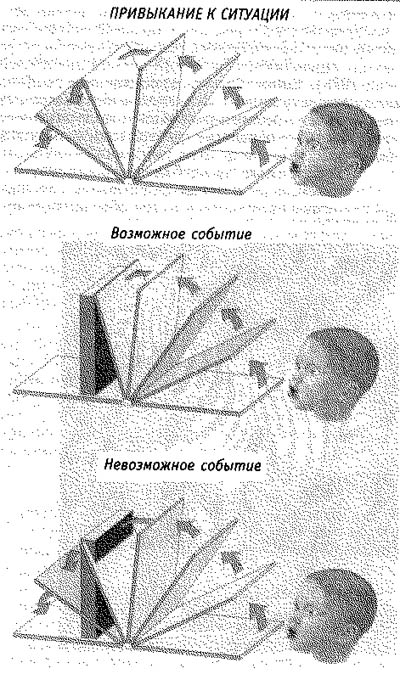 ПРИВЫКАНИЕ К СИТУАЦИИ
Возможное событие
Невозможное событие